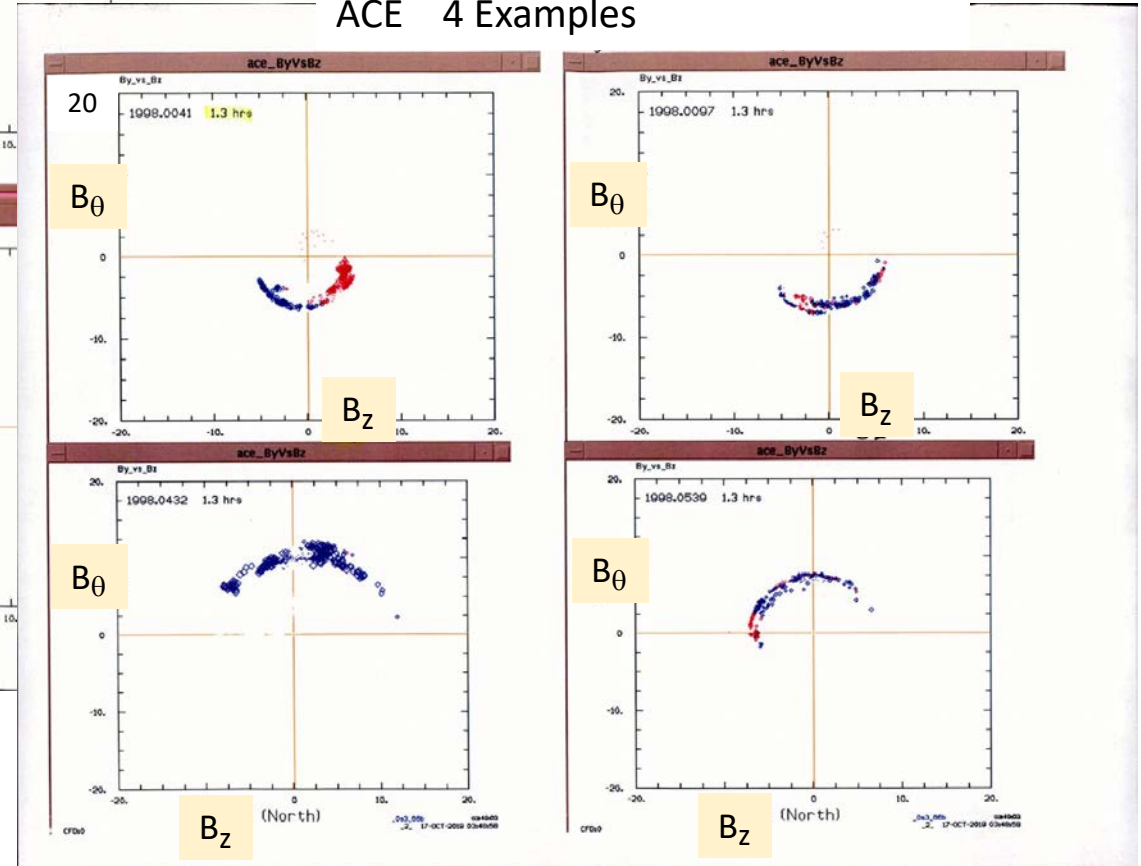 ACE 4 Examples
ace_ByVsBz
By_vs_Bz
20
1998.0041 1.3 hrs
Bθ
0
-10.
-20.
-20. -10. 0 10. 20.
Bz
ace_ByVsBz
By_vs_Bz
20.
1998.0097 1.3 hrs
Bθ
0
-10.
-20.
-20. -10. 0 10. 20.
Bz
ace_ByVsBz
By_vs_Bz
20.
1998.0432 1.3 hrs
Bθ
0
-10.
-20.
-20. 0 10. 20.
(North)
Bz
17-OCT-2019
ace_ByVsBz
By_vs_Bz
20.
1998.0539 1.3 hrs
Bθ
0
-10.
-20.
-20. 0 10. 20.
(North)
Bz
17-OCT-2019
10.
10.